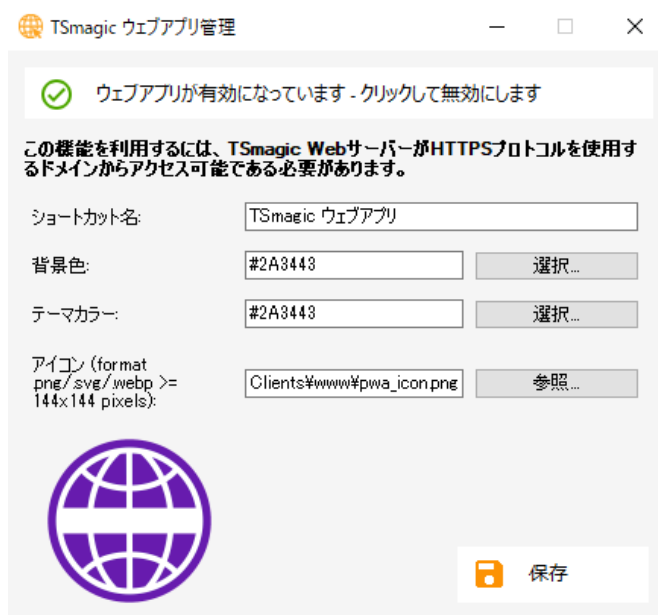 TSmagic ウェブアプリ管理
ウェブアプリが有効になっています - クリックして無効にします
この機能を利用するには、TSmagic WebサーバーがHTTPSプロトコルを使用す
るドメインからアクセス可能である必要があります。
ショートカット名:
TSmagic ウェブアプリ
背景色:
#2A3443
選択...
テーマカラー:
#2A3443
選択...
アイコン (format
png/.svg/.webp >=
144x144 pixels):
Clients¥www¥pwa_icon.png
参照...
保存